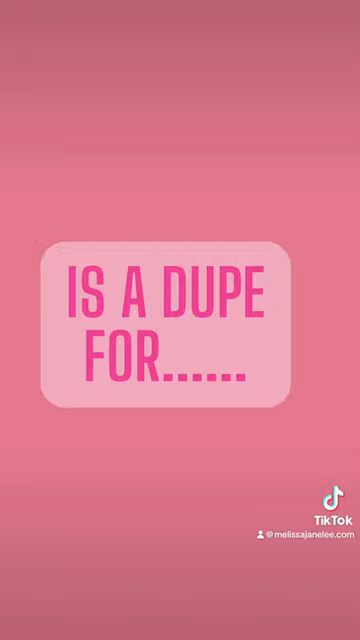 IS A DUPE
FOR......
TikTok
@melissajanelee.com